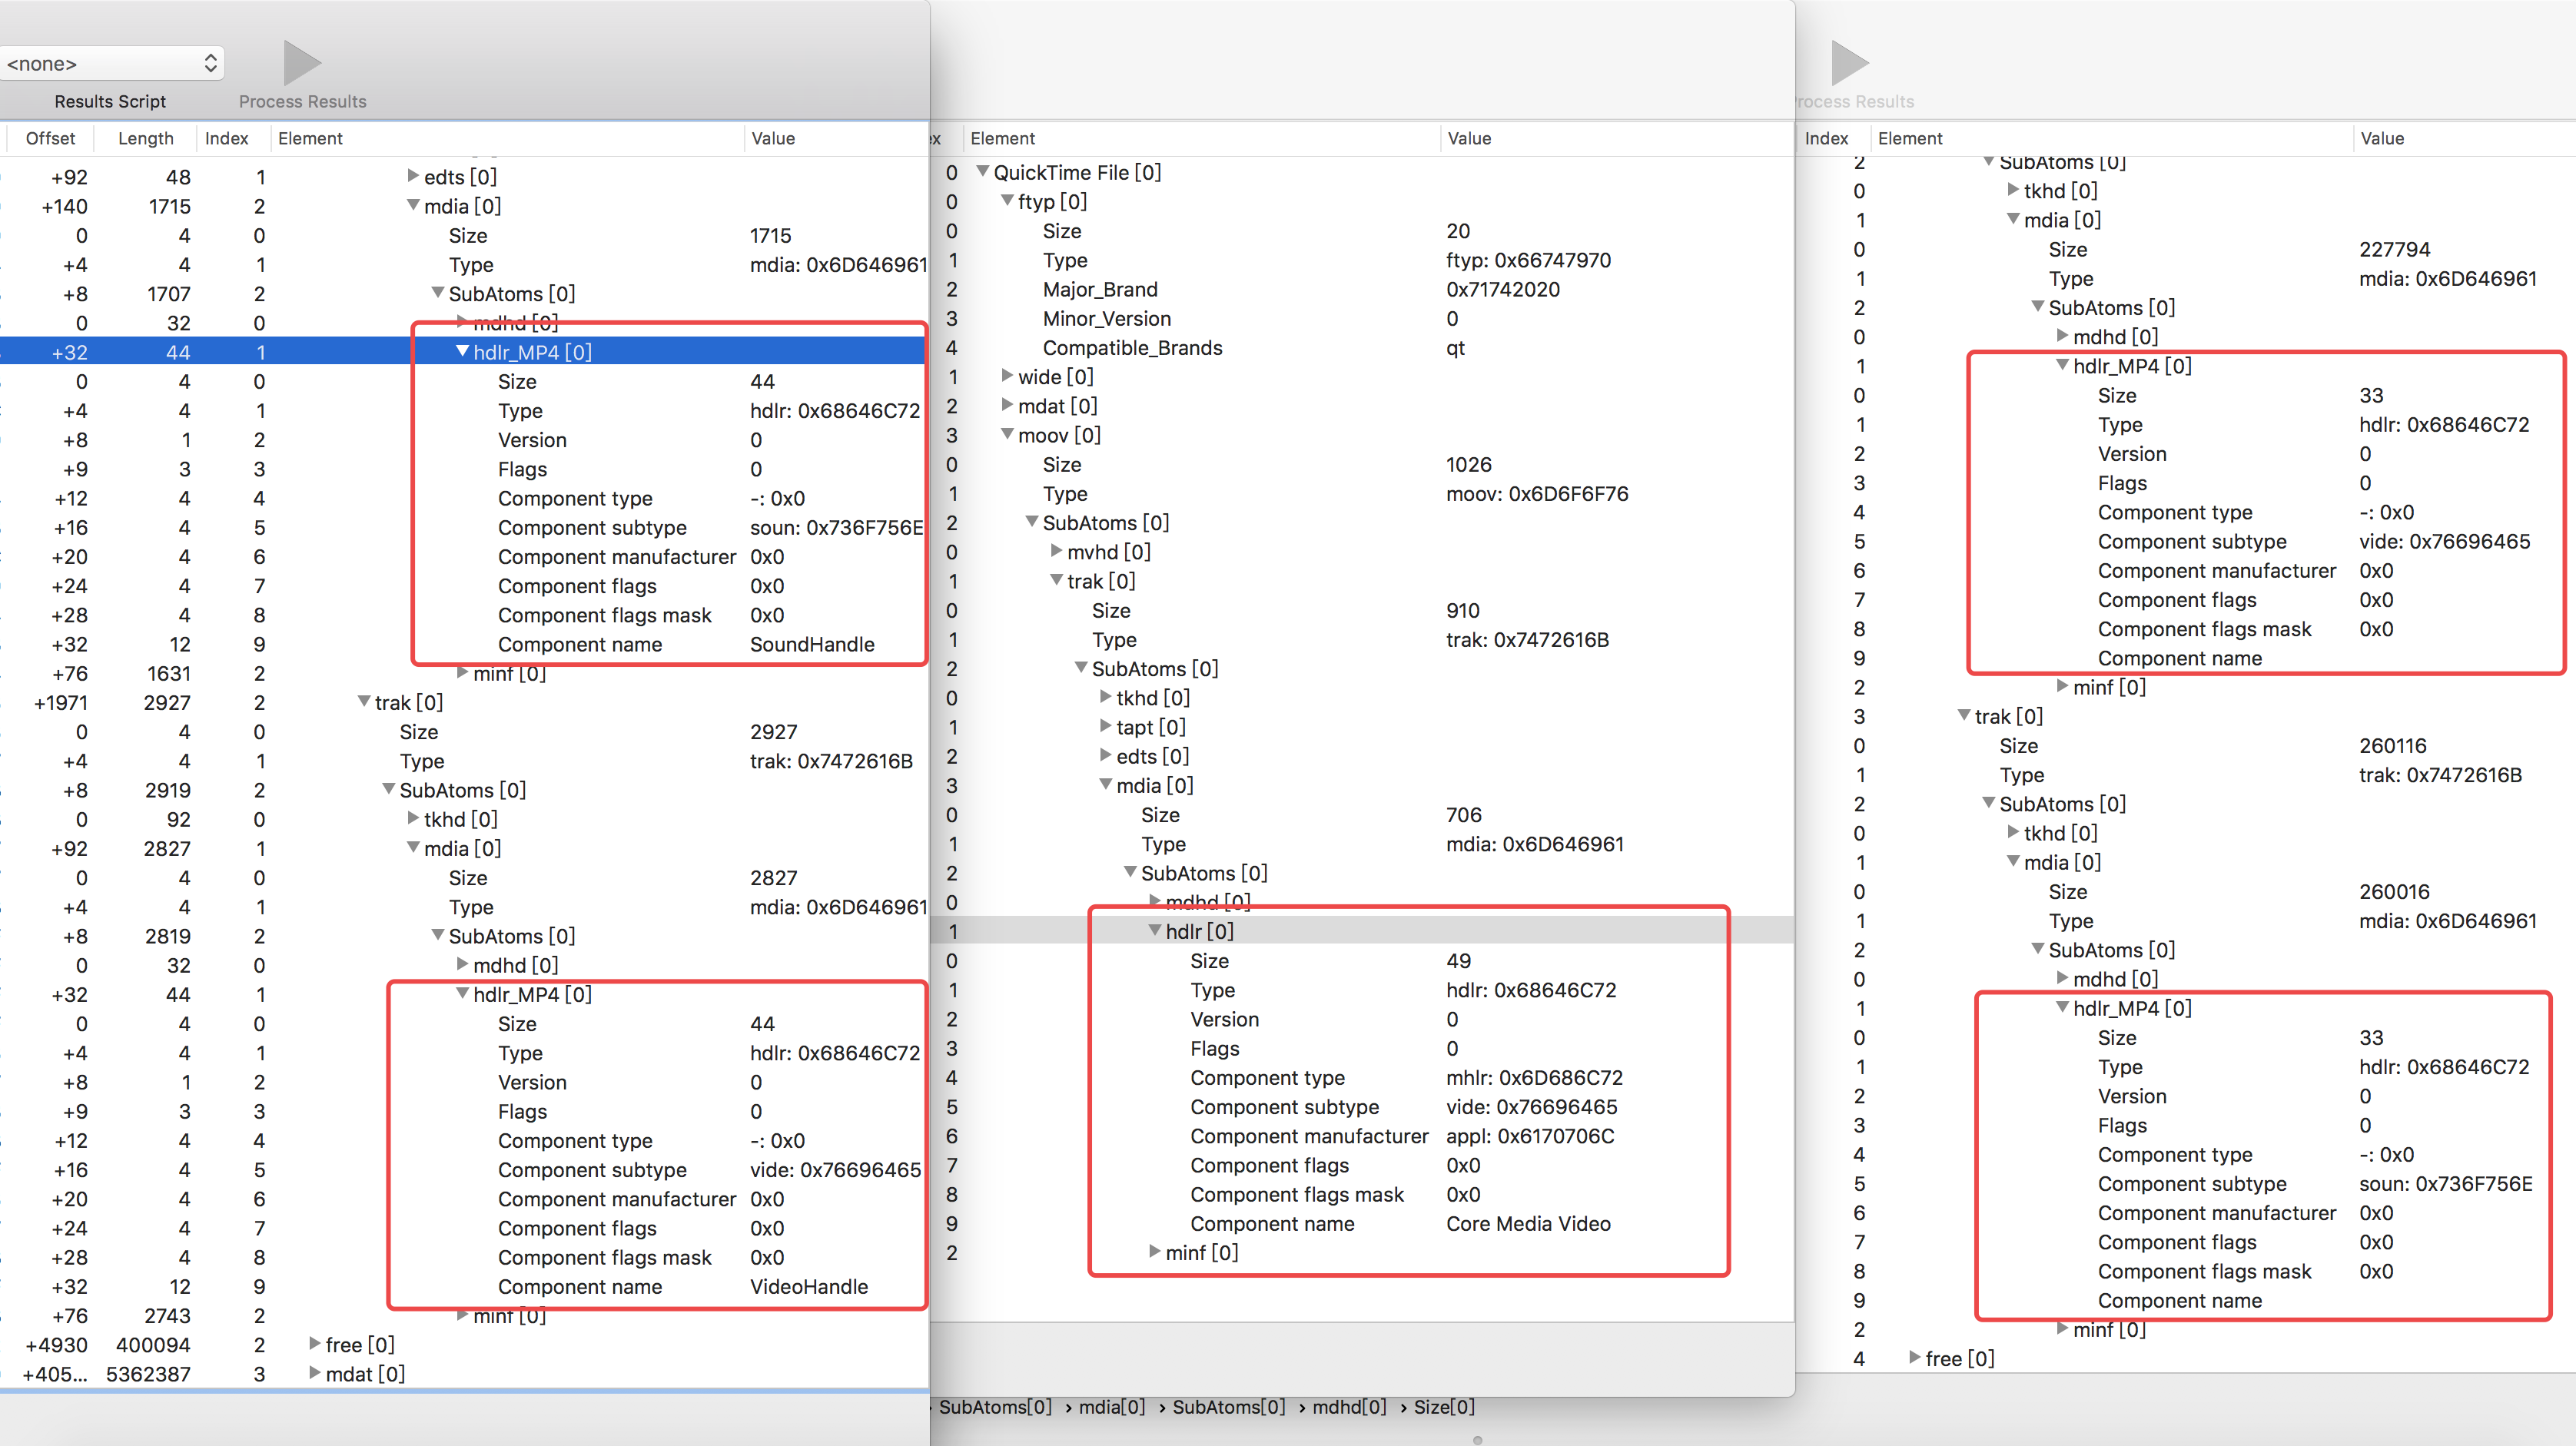 <none>
Results Script
Process Results
Offset Length Index Element Value
+92 48 1 edts [0]
+140 1715 2 mdia [0]
0 4 0 Size 1715
+4 4 1 Type mdia: 0x6D646961
+8 1707 2 SubAtoms [0]
0 32 0 mdhd [0]
+32 44 1 hdlr_MP4 [0]
0 4 0 Size 44
+4 4 1 Type hdlr: 0x68646C72
+8 1 2 Version 0
+9 3 3 Flags 0
+12 4 4 Component type -: 0x0
+16 4 5 Component subtype soun: 0x736F756E
+20 4 6 Component manufacturer 0x0
+24 4 7 Component flags 0x0
+28 4 8 Component flags mask 0x0
+32 12 9 Component name SoundHandle
+76 1631 2 minf [0]
+1971 2927 2 trak [0]
0 4 0 Size 2927
+4 4 1 Type trak: 0x7472616B
+8 2919 2 SubAtoms [0]
0 92 0 tkhd [0]
+92 2827 1 mdia [0]
0 4 0 Size 2827
+4 4 1 Type mdia: 0x6D646961
+8 2819 2 SubAtoms [0]
0 32 0 mdhd [0]
+32 44 1 hdlr_MP4 [0]
0 4 0 Size 44
+4 4 1 Type hdlr: 0x68646C72
+8 1 2 Version 0
+9 3 3 Flags 0
+12 4 4 Component type -: 0x0
+16 4 5 Component subtype vide: 0x76696465
+20 4 6 Component manufacturer 0x0
+24 4 7 Component flags 0x0
+28 4 8 Component flags mask 0x0
+32 12 9 Component name VideoHandle
+76 2743 2 minf [0]
+4930 400094 2 free [0]
+405... 5362387 3 mdat [0]
ex Element Value
0 QuickTime File [0]
0 ftyp [0]
0 Size 20
1 Type ftyp: 0x66747970
2 Major_Brand 0x71742020
3 Minor_Version 0
4 Compatible_Brands qt
1 wide [0]
2 mdat [0]
3 moov [0]
0 Size 1026
1 Type moov: 0x6D6F6F76
2 SubAtoms [0]
0 mvhd [0]
1 trak [0]
0 Size 910
1 Type trak: 0x7472616B
2 SubAtoms [0]
0 tkhd [0]
1 tapt [0]
2 edts [0]
3 mdia [0]
0 Size 706
1 Type mdia: 0x6D646961
2 SubAtoms [0]
0 mdhd [0]
1 hdlr [0]
0 Size 49
1 Type hdlr: 0x68646C72
2 Version 0
3 Flags 0
4 Component type mhlr: 0x6D686C72
5 Component subtype vide: 0x76696465
6 Component manufacturer appl: 0x6170706C
7 Component flags 0x0
8 Component flags mask 0x0
9 Component name Core Media Video
2 minf [0]
SubAtoms[0] › mdia[0] › SubAtoms[0] › mdhd[0] › Size[0]
rocess Results
Index Element Value
2 SubAtoms [0]
0 tkhd [0]
1 mdia [0]
0 Size 227794
1 Type mdia: 0x6D646961
2 SubAtoms [0]
0 mdhd [0]
1 hdlr_MP4 [0]
0 Size 33
1 Type hdlr: 0x68646C72
2 Version 0
3 Flags 0
4 Component type -: 0x0
5 Component subtype vide: 0x76696465
6 Component manufacturer 0x0
7 Component flags 0x0
8 Component flags mask 0x0
9 Component name
2 minf [0]
3 trak [0]
0 Size 260116
1 Type trak: 0x7472616B
2 SubAtoms [0]
0 tkhd [0]
1 mdia [0]
0 Size 260016
1 Type mdia: 0x6D646961
2 SubAtoms [0]
0 mdhd [0]
1 hdlr_MP4 [0]
0 Size 33
1 Type hdlr: 0x68646C72
2 Version 0
3 Flags 0
4 Component type -: 0x0
5 Component subtype soun: 0x736F756E
6 Component manufacturer 0x0
7 Component flags 0x0
8 Component flags mask 0x0
9 Component name
2 minf [0]
4 free [0]